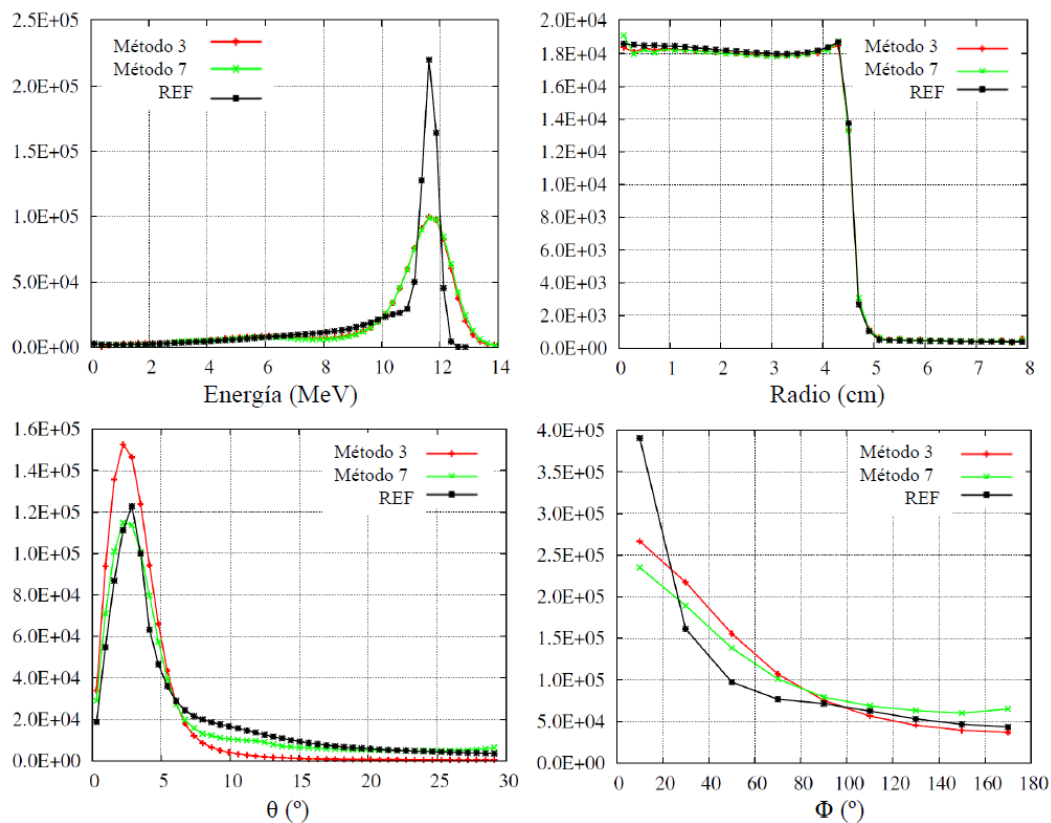 2.5E+05
2.0E+05
1.5E+05
1.0E+05
5.0E+04
0.0E+00
Método 3
Método 7
REF
0 2 4 6 8 10 12 14
Energía (MeV)
2.0E+04
1.8E+04
1.6E+04
1.4E+04
1.2E+04
1.0E+04
8.0E+03
6.0E+03
4.0E+03
2.0E+03
0.0E+00
Método 3
Método 7
REF
0 1 2 3 4 5 6 7 8
Radio (cm)
1.6E+05
1.4E+05
1.2E+05
1.0E+05
8.0E+04
6.0E+04
4.0E+04
2.0E+04
0.0E+00
Método 3
Método 7
REF
0 5 10 15 20 25 30
θ (º)
4.0E+05
3.5E+05
3.0E+05
2.5E+05
2.0E+05
1.5E+05
1.0E+05
5.0E+04
0.0E+00
Método 3
Método 7
REF
0 20 40 60 80 100 120 140 160 180
Φ (º)